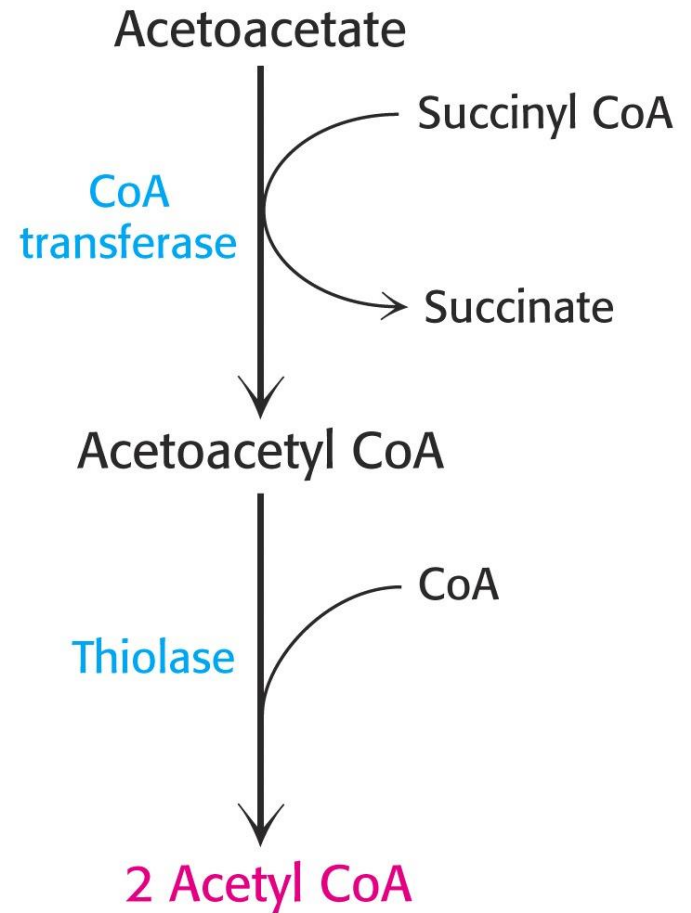 Acetoacetate
Succinyl CoA
CoA
transferase
Succinate
Acetoacetyl CoA
CoA
Thiolase
2 Acetyl CoA